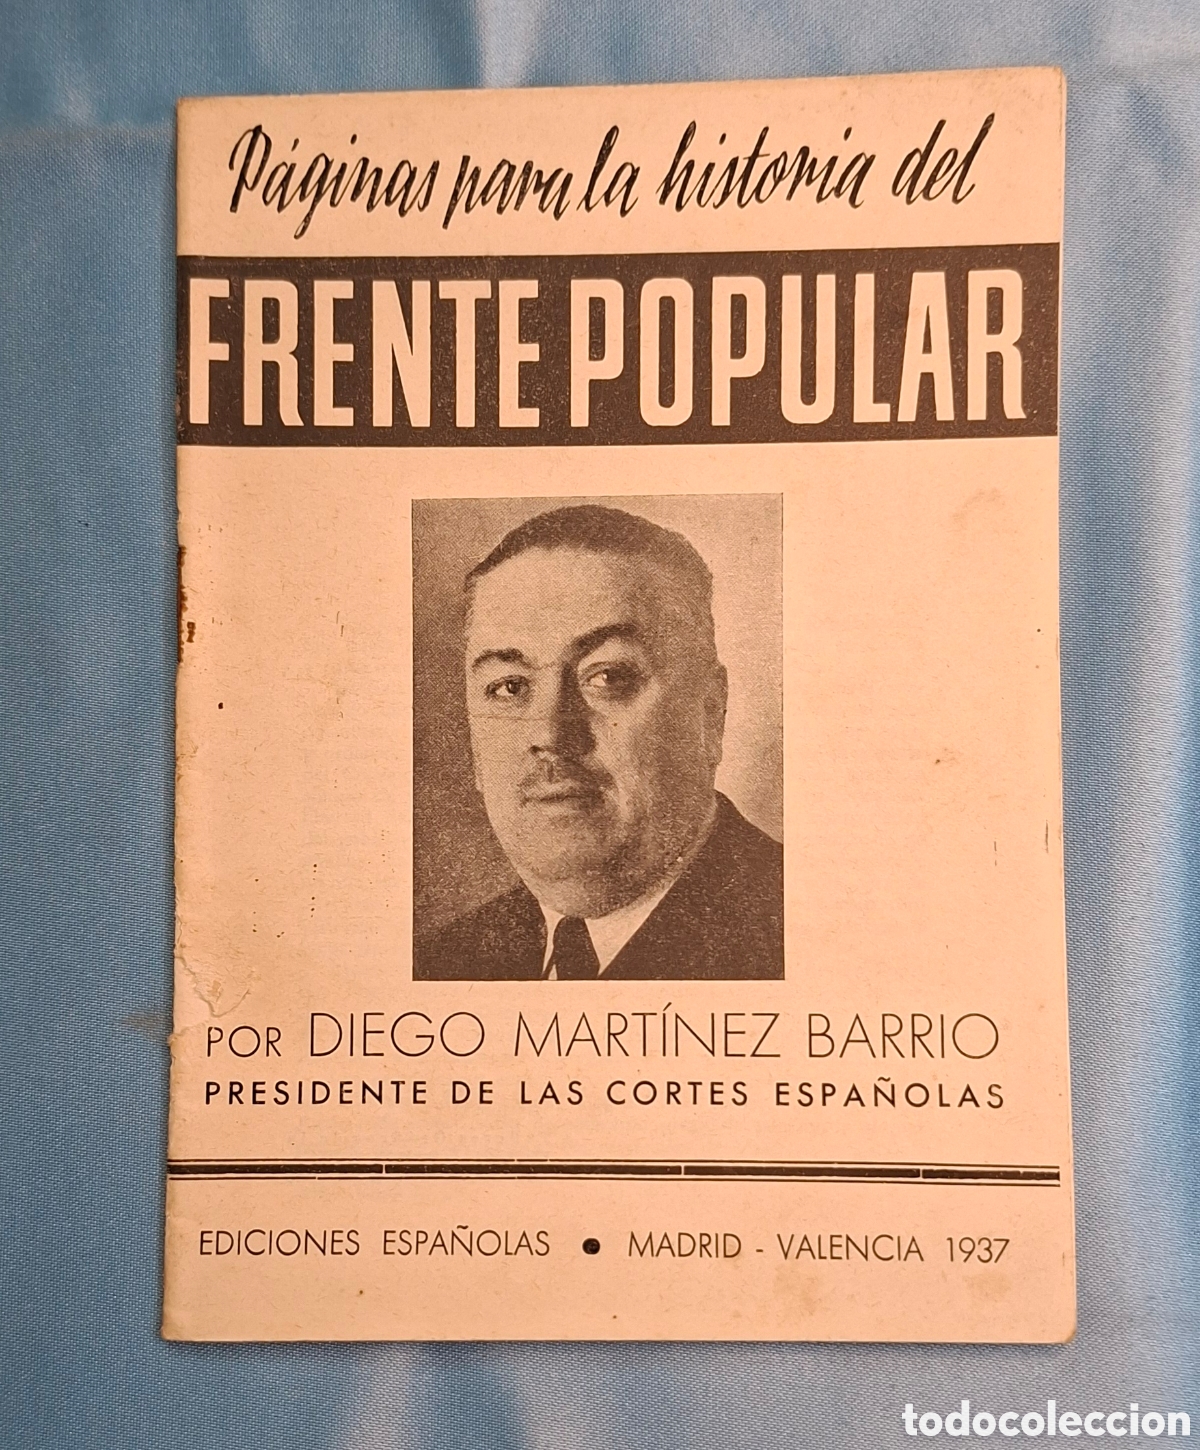 Páginas para la historia del
FRENTE POPULAR
POR DIEGO MARTÍNEZ BARRIO
PRESIDENTE DE LAS CORTES ESPAÑOLAS
EDICIONES ESPAÑOLAS ● MADRID - VALENCIA 1937
todocoleccion